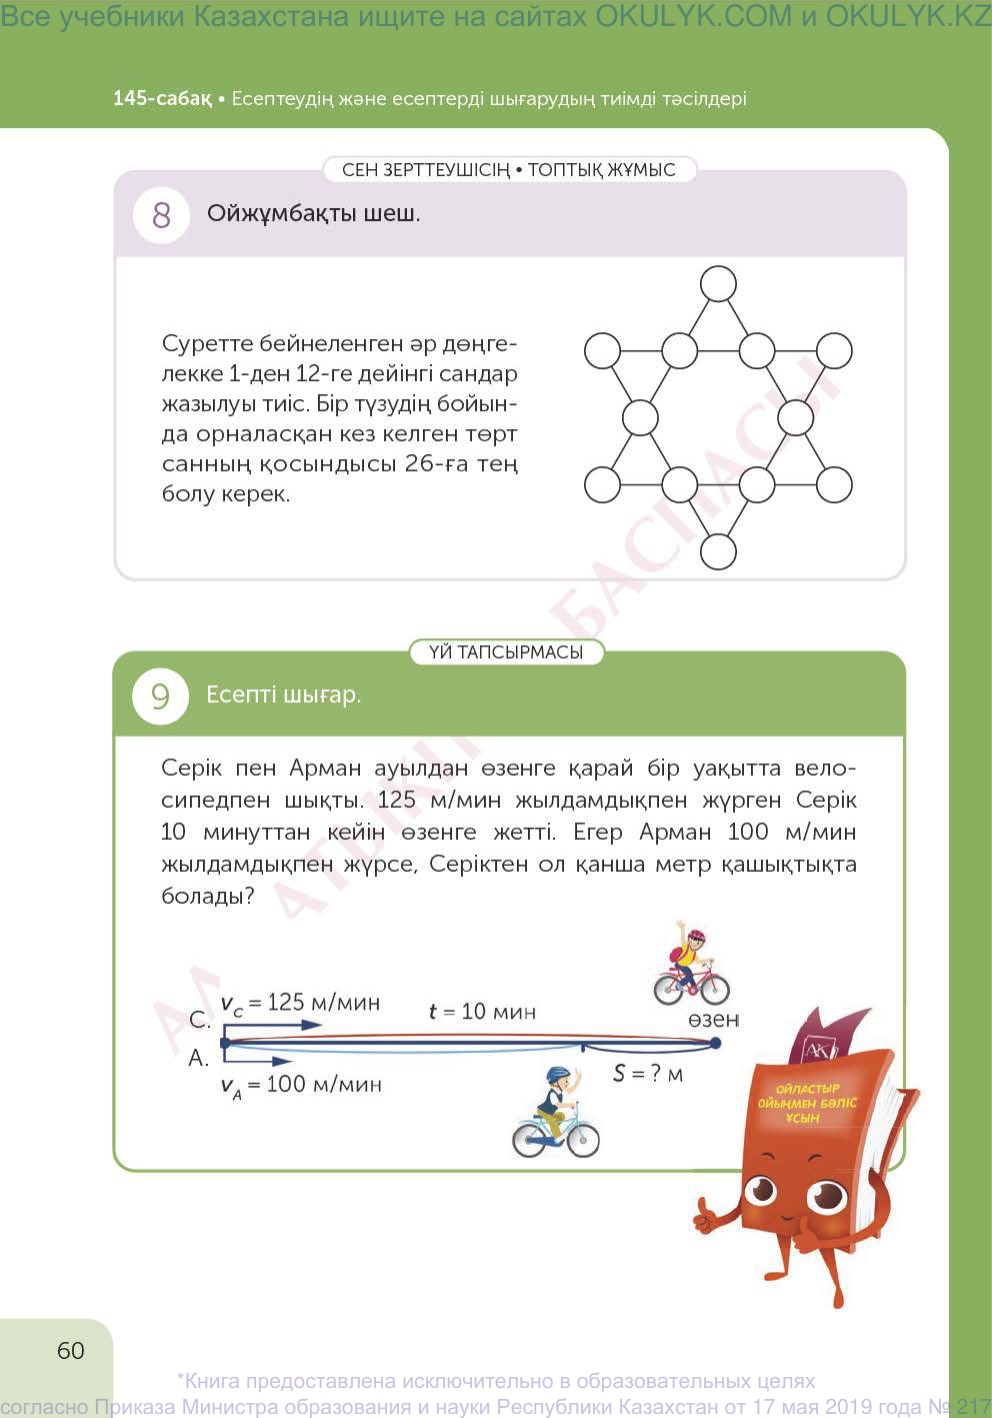 Все учебники Казахстана ищите на сайтах OKULYK.COM и OKULYK.KZ
145-сабақ • Есептеудің және есептерді шығарудың тиімді тәсілдері
СЕН ЗЕРТТЕУШІСІҢ • ТОПТЫҚ ЖҰМЫС
8 Ойжұмбақты шеш.
Суретте бейнеленген әр дөңге-
лекке 1-ден 12-ге дейінгі сандар
жазылуы тиіс. Бір түзудің бойын-
да орналасқан кез келген төрт
санның қосындысы 26-ға тең
болу керек.
ҮЙ ТАПСЫРМАСЫ
9 Есепті шығар.
Серік пен Арман ауылдан өзенге қарай бір уақытта вело-
сипедпен шықты. 125 м/мин жылдамдықпен жүрген Серік
10 минуттан кейін өзенге жетті. Егер Арман 100 м/мин
жылдамдықпен жүрсе, Серіктен ол қанша метр қашықтықта
болады?
С. v_C = 125 м/мин
t = 10 мин
өзен
А.
v_A = 100 м/мин
S = ? м
АК
ОЙЛАСТЫР
ОЙЫҢМЕН БӨЛІС
ҰСЫН
60
*Книга предоставлена исключительно в образовательных целях
согласно Приказа Министра образования и науки Республики Казахстан от 17 мая 2019 года № 217